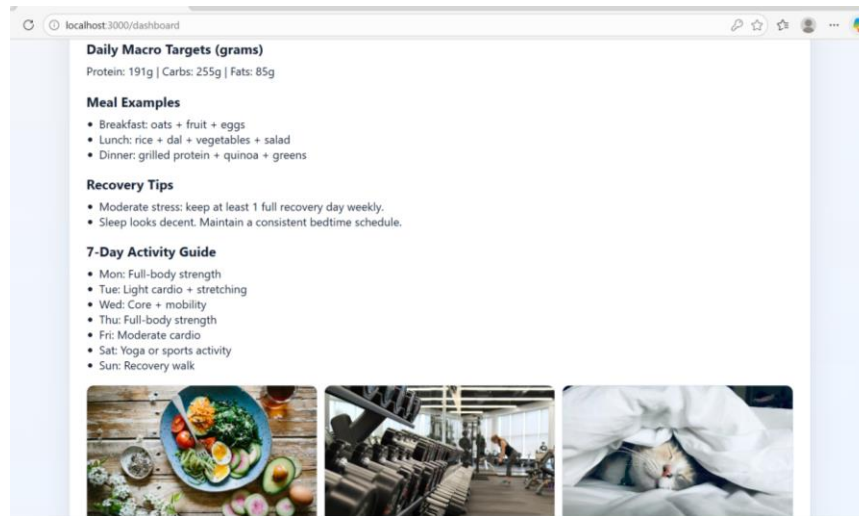 localhost:3000/dashboard
Daily Macro Targets (grams)
Protein: 191g | Carbs: 255g | Fats: 85g
Meal Examples
• Breakfast: oats + fruit + eggs
• Lunch: rice + dal + vegetables + salad
• Dinner: grilled protein + quinoa + greens
Recovery Tips
• Moderate stress: keep at least 1 full recovery day weekly.
• Sleep looks decent. Maintain a consistent bedtime schedule.
7-Day Activity Guide
• Mon: Full-body strength
• Tue: Light cardio + stretching
• Wed: Core + mobility
• Thu: Full-body strength
• Fri: Moderate cardio
• Sat: Yoga or sports activity
• Sun: Recovery walk